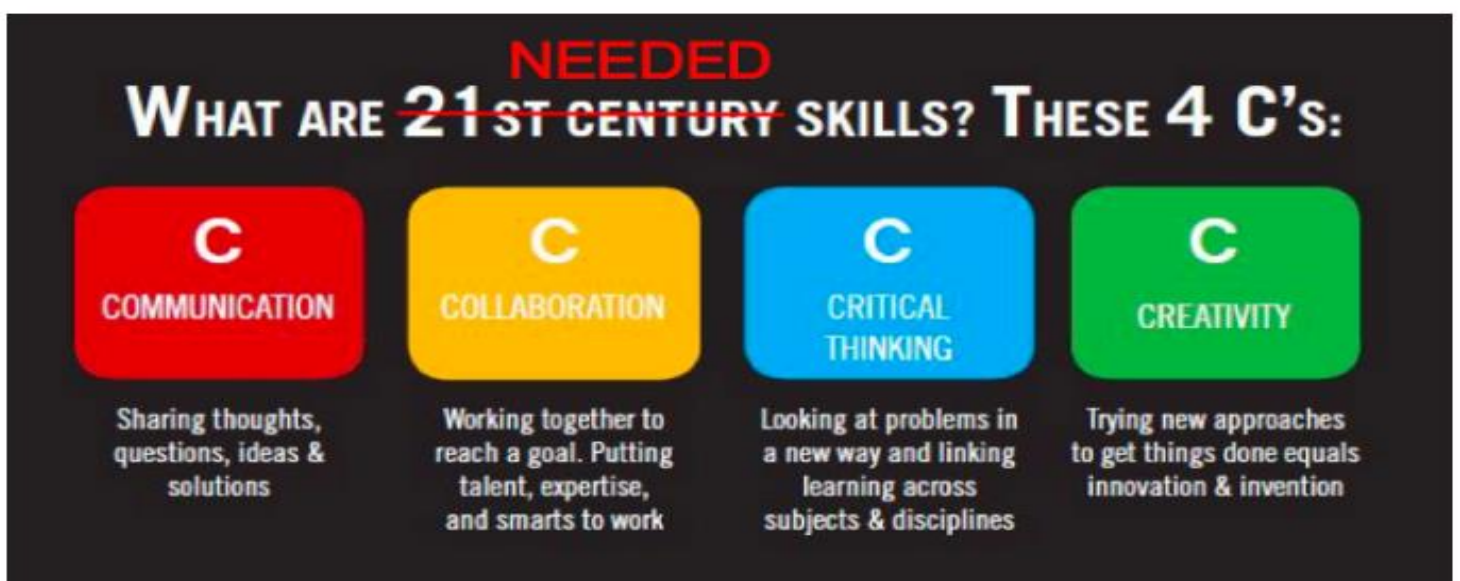 NEEDED
WHAT ARE 21ST CENTURY SKILLS? THESE 4 C'S:
C
COMMUNICATION
Sharing thoughts,
questions, ideas &
solutions
C
COLLABORATION
Working together to
reach a goal. Putting
talent, expertise,
and smarts to work
C
CRITICAL
THINKING
Looking at problems in
a new way and linking
learning across
subjects & disciplines
C
CREATIVITY
Trying new approaches
to get things done equals
innovation & invention